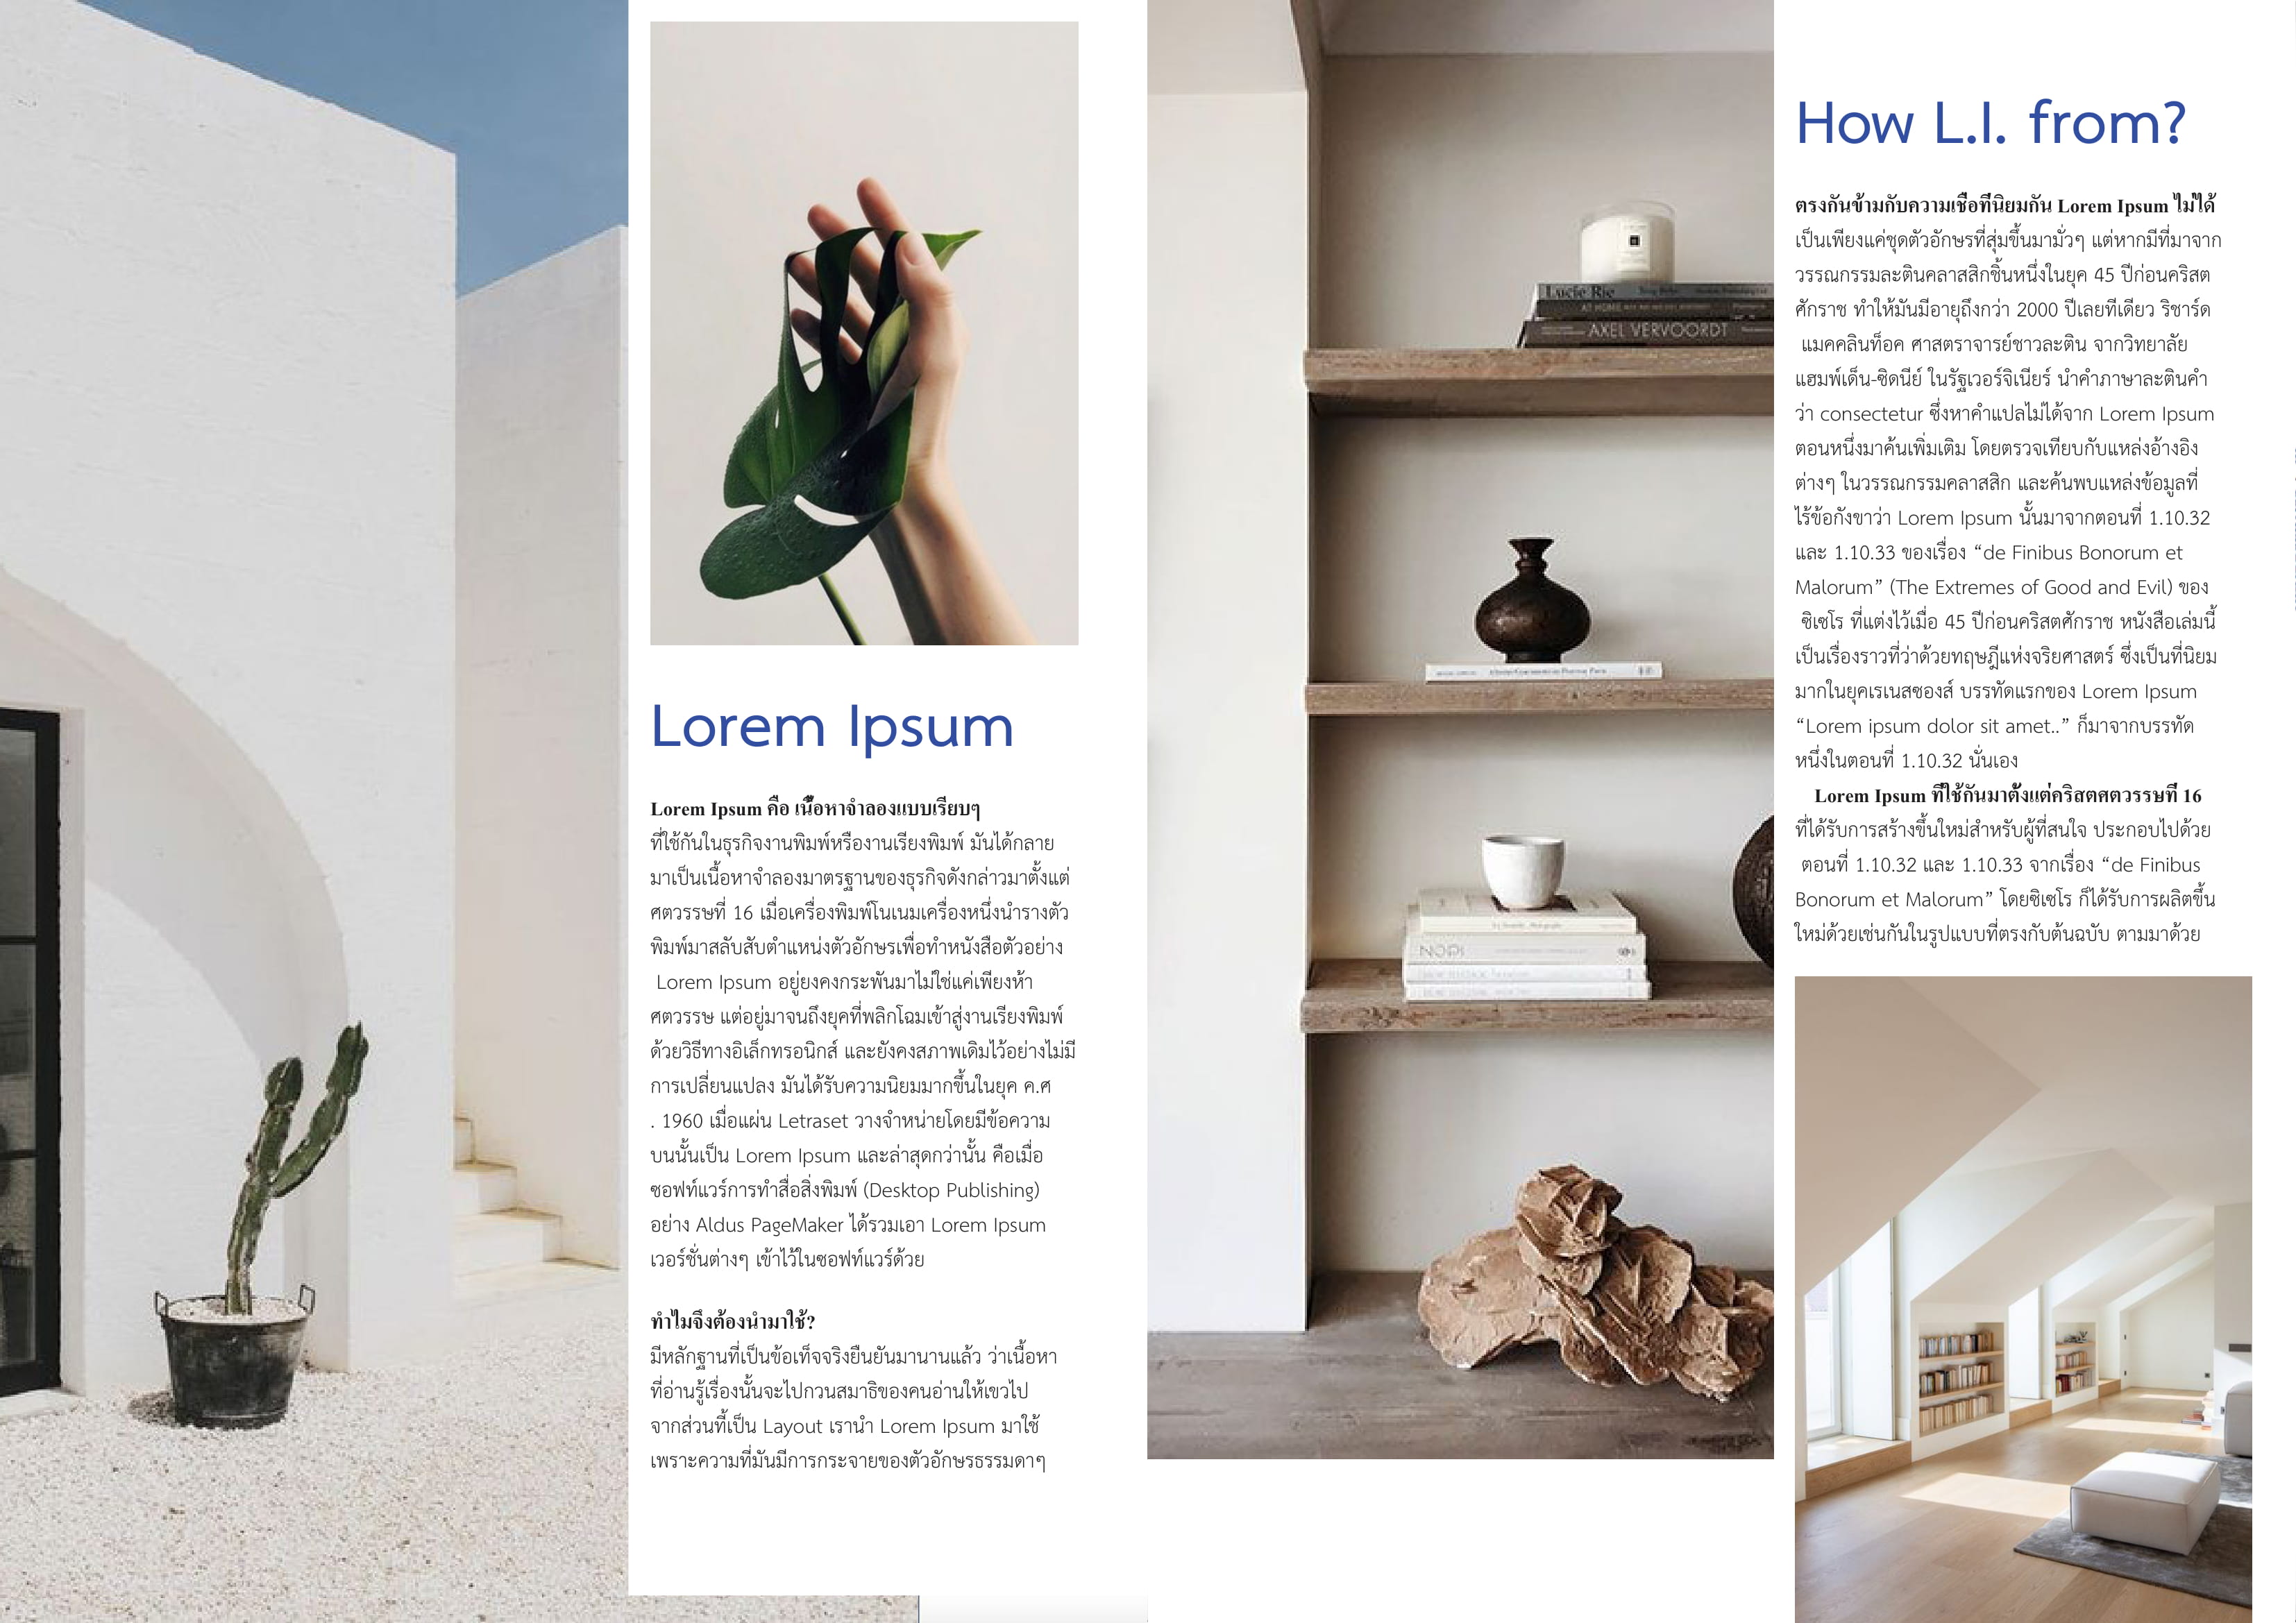 Lorem Ipsum
Lorem Ipsum คือ เนื้อหาจำลองแบบเรียบๆ
ที่ใช้กันในธุรกิจงานพิมพ์หรืองานเรียงพิมพ์ มันได้กลาย
มาเป็นเนื้อหาจำลองมาตรฐานของธุรกิจดังกล่าวมาตั้งแต่
ศตวรรษที่ 16 เมื่อเครื่องพิมพ์โนเนมเครื่องหนึ่งนำรางตัว
พิมพ์มาสลับสับตำแหน่งตัวอักษรเพื่อทำหนังสือตัวอย่าง
Lorem Ipsum อยู่ยงคงกระพันมาไม่ใช่แค่เพียงห้า
ศตวรรษ แต่อยู่มาจนถึงยุคที่พลิกโฉมเข้าสู่งานเรียงพิมพ์
ด้วยวิธีทางอิเล็กทรอนิกส์ และยังคงสภาพเดิมไว้อย่างไม่มี
การเปลี่ยนแปลง มันได้รับความนิยมมากขึ้นในยุค ค.ศ
. 1960 เมื่อแผ่น Letraset วางจำหน่ายโดยมีข้อความ
บนนั้นเป็น Lorem Ipsum และล่าสุดกว่านั้น คือเมื่อ
ซอฟท์แวร์การทำสื่อสิ่งพิมพ์ (Desktop Publishing)
อย่าง Aldus PageMaker ได้รวมเอา Lorem Ipsum
เวอร์ชั่นต่างๆ เข้าไว้ในซอฟท์แวร์ด้วย
ทำไมจึงต้องนำมาใช้?
มีหลักฐานที่เป็นข้อเท็จจริงยืนยันมานานแล้ว ว่าเนื้อหา
ที่อ่านรู้เรื่องนั้นจะไปกวนสมาธิของคนอ่านให้เขวไป
จากส่วนที้เป็น Layout เรานำ Lorem Ipsum มาใช้
เพราะความที่มันมีการกระจายของตัวอักษรธรรมดาๆ
Lucie Rie
AT HOME
AXEL VERVOORDT
How L.I. from?
ตรงกันข้ามกับความเชื่อที่นิยมกัน Lorem Ipsum ไม่ได้
เป็นเพียงแค่ชุดตัวอักษรที่สุ่มขึ้นมามั่วๆ แต่หากมีที่มาจาก
วรรณกรรมละตินคลาสสิกชิ้นหนึ่งในยุค 45 ปีก่อนคริสต
ศักราช ทำให้มันมีอายุถึงกว่า 2000 ปีเลยทีเดียว ริชาร์ด
แมคคลินท็อค ศาสตราจารย์ชาวละติน จากวิทยาลัย
แฮมพ์เด็น-ซิดนีย์ ในรัฐเวอร์จิเนียร์ นำคำภาษาละตินคำ
ว่า consectetur ซึ่งหาคำแปลไม่ได้จาก Lorem Ipsum
ตอนหนึ่งมาค้นเพิ่มเติม โดยตรวจเทียบกับแหล่งอ้างอิง
ต่างๆ ในวรรณกรรมคลาสสิก และค้นพบแหล่งข้อมูลที่
ไร้ข้อกังขาว่า Lorem Ipsum นั้นมาจากตอนที่ 1.10.32
และ 1.10.33 ของเรื่อง “de Finibus Bonorum et
Malorum” (The Extremes of Good and Evil) ของ
ซิเซโร ที่แต่งไว้เมื่อ 45 ปีก่อนคริสตศักราช หนังสือเล่มนี้
เป็นเรื่องราวที่ว่าด้วยทฤษฎีแห่งจริยศาสตร์ ซึ่งเป็นที่นิยม
มากในยุคเรเนสซองส์ บรรทัดแรกของ Lorem Ipsum
“Lorem ipsum dolor sit amet..” ก็มาจากบรรทัด
หนึ่งในตอนที่ 1.10.32 นั่นเอง
Lorem Ipsum ที่ใช้กันมาตั้งแต่คริสตศตวรรษที่ 16
ที่ได้รับการสร้างขึ้นใหม่สำหรับผู้ที่สนใจ ประกอบไปด้วย
ตอนที่ 1.10.32 และ 1.10.33 จากเรื่อง “de Finibus
Bonorum et Malorum” โดยซิเซโร ก็ได้รับการผลิตขึ้น
ใหม่ด้วยเช่นกันในรูปแบบที่ตรงกับต้นฉบับ ตามมาด้วย